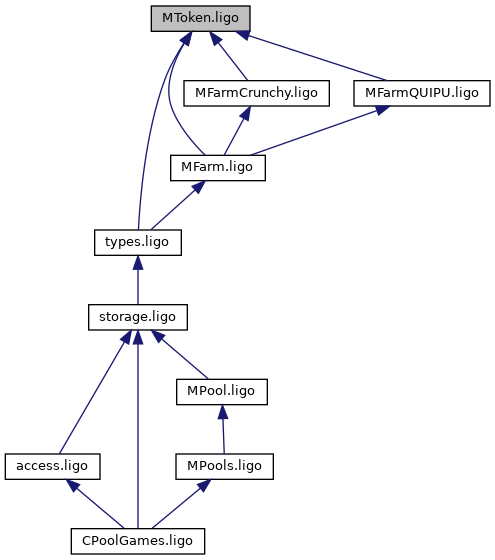 MToken.ligo
MFarmCrunchy.ligo
MFarmQUIPU.ligo
MFarm.ligo
types.ligo
storage.ligo
MPool.ligo
access.ligo
MPools.ligo
CPoolGames.ligo